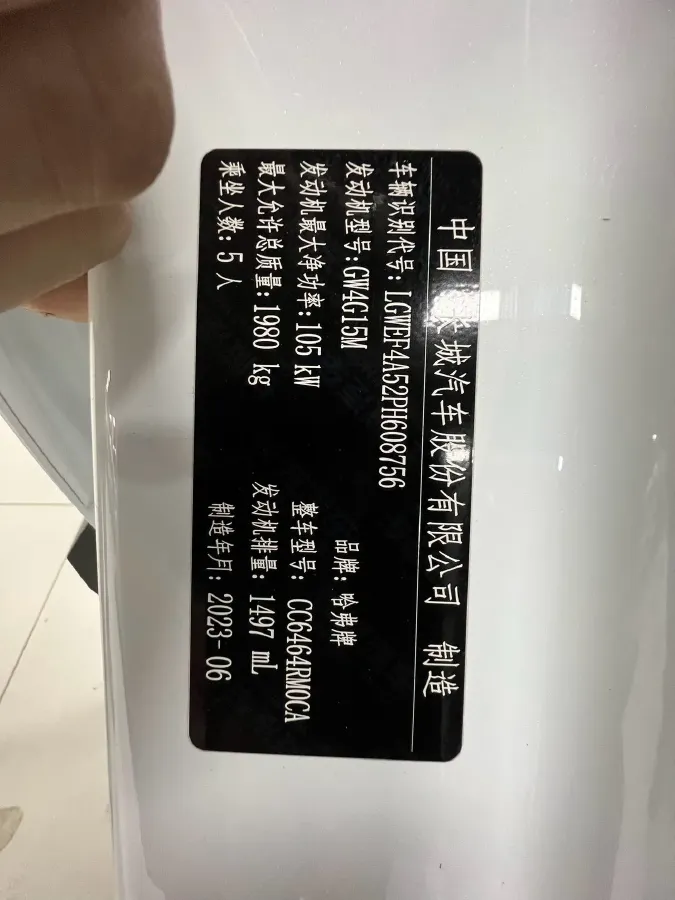 中国 长城汽车股份有限公司 制造
车辆识别代号: LGWEF4A52PH608756
发动机型号: GW4G15M 品牌: 哈弗牌
发动机最大净功率: 105 kW 整车型号: CC6464RM0CA
最大允许总质量: 1980 kg 发动机排量: 1497 mL
乘坐人数: 5 人 制造年月: 2023-06